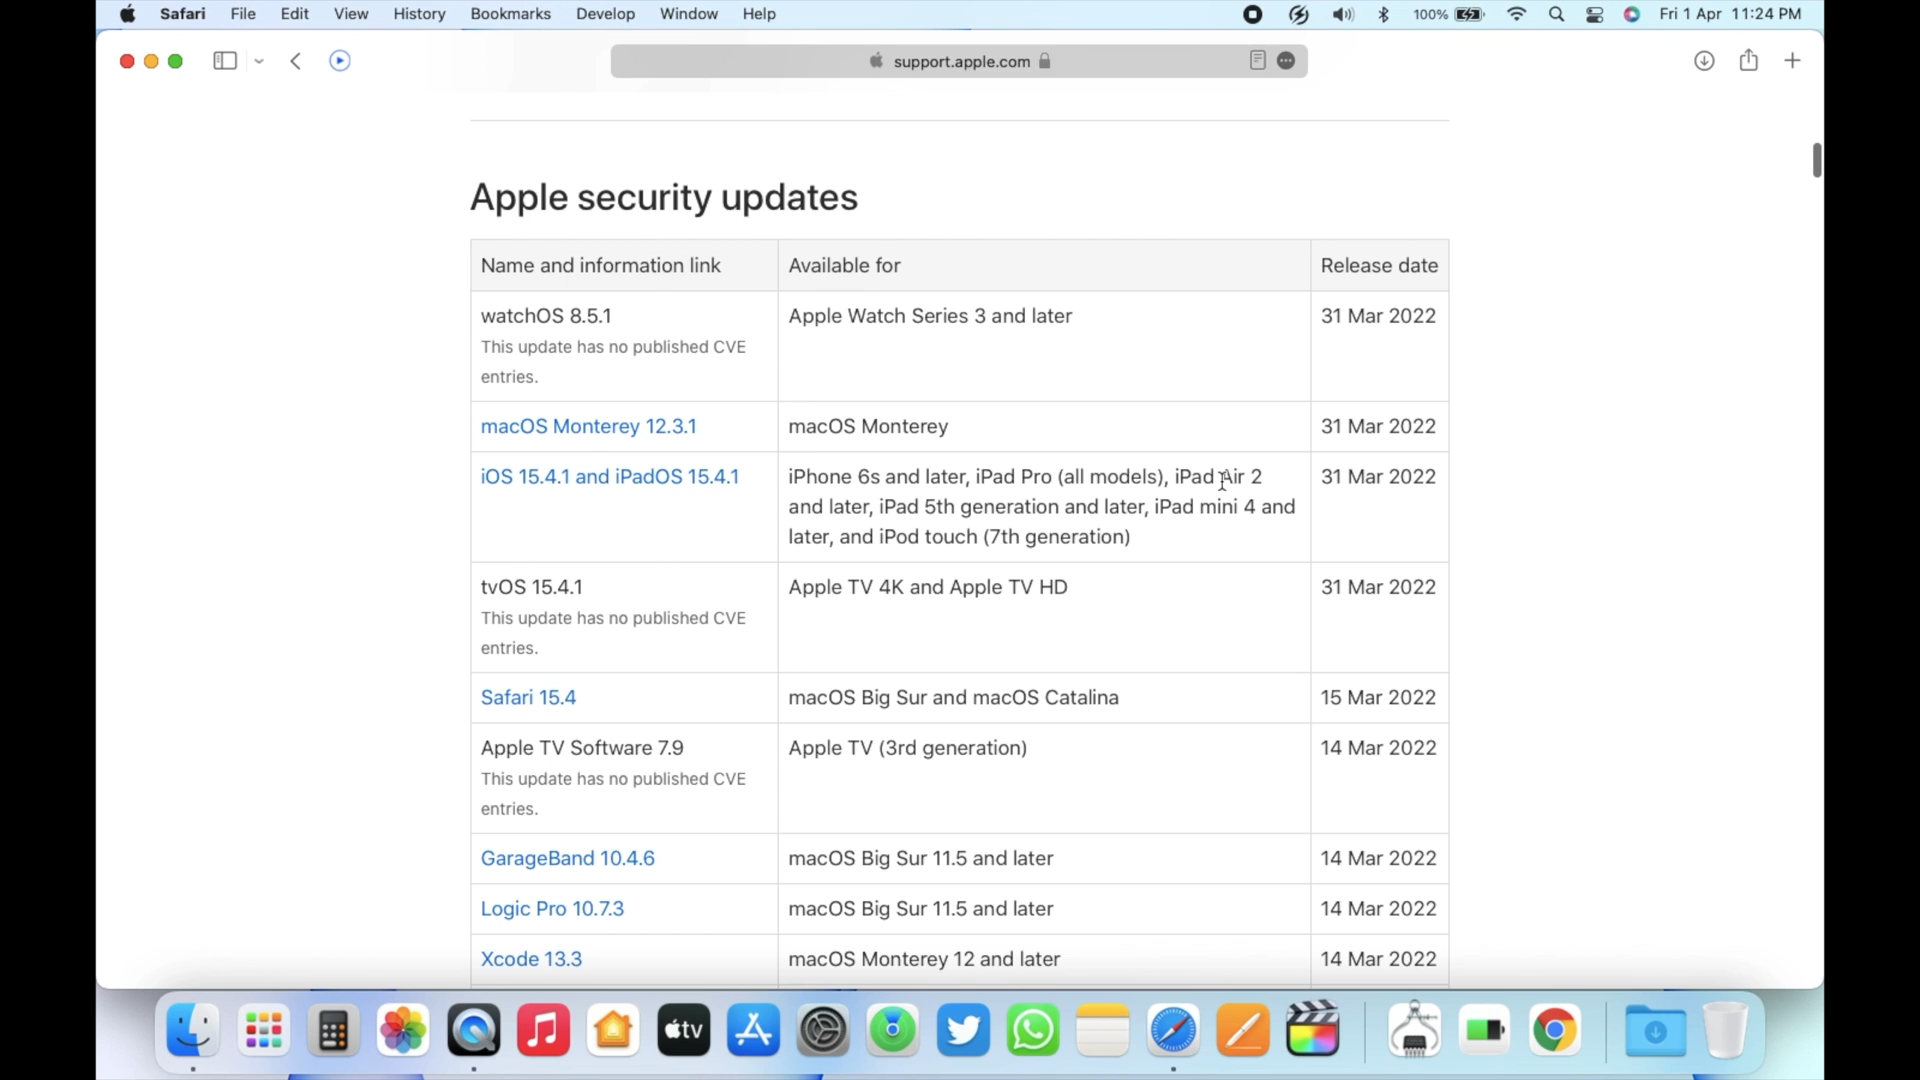 Safari File Edit View History Bookmarks Develop Window Help 100% Fri 1 Apr 11:24 PM
support.apple.com
Apple security updates
Name and information link Available for Release date
watchOS 8.5.1 Apple Watch Series 3 and later 31 Mar 2022
This update has no published CVE
entries.
macOS Monterey 12.3.1 macOS Monterey 31 Mar 2022
iOS 15.4.1 and iPadOS 15.4.1 iPhone 6s and later, iPad Pro (all models), iPad Air 2 31 Mar 2022
and later, iPad 5th generation and later, iPad mini 4 and
later, and iPod touch (7th generation)
tvOS 15.4.1 Apple TV 4K and Apple TV HD 31 Mar 2022
This update has no published CVE
entries.
Safari 15.4 macOS Big Sur and macOS Catalina 15 Mar 2022
Apple TV Software 7.9 Apple TV (3rd generation) 14 Mar 2022
This update has no published CVE
entries.
GarageBand 10.4.6 macOS Big Sur 11.5 and later 14 Mar 2022
Logic Pro 10.7.3 macOS Big Sur 11.5 and later 14 Mar 2022
Xcode 13.3 macOS Monterey 12 and later 14 Mar 2022
tv